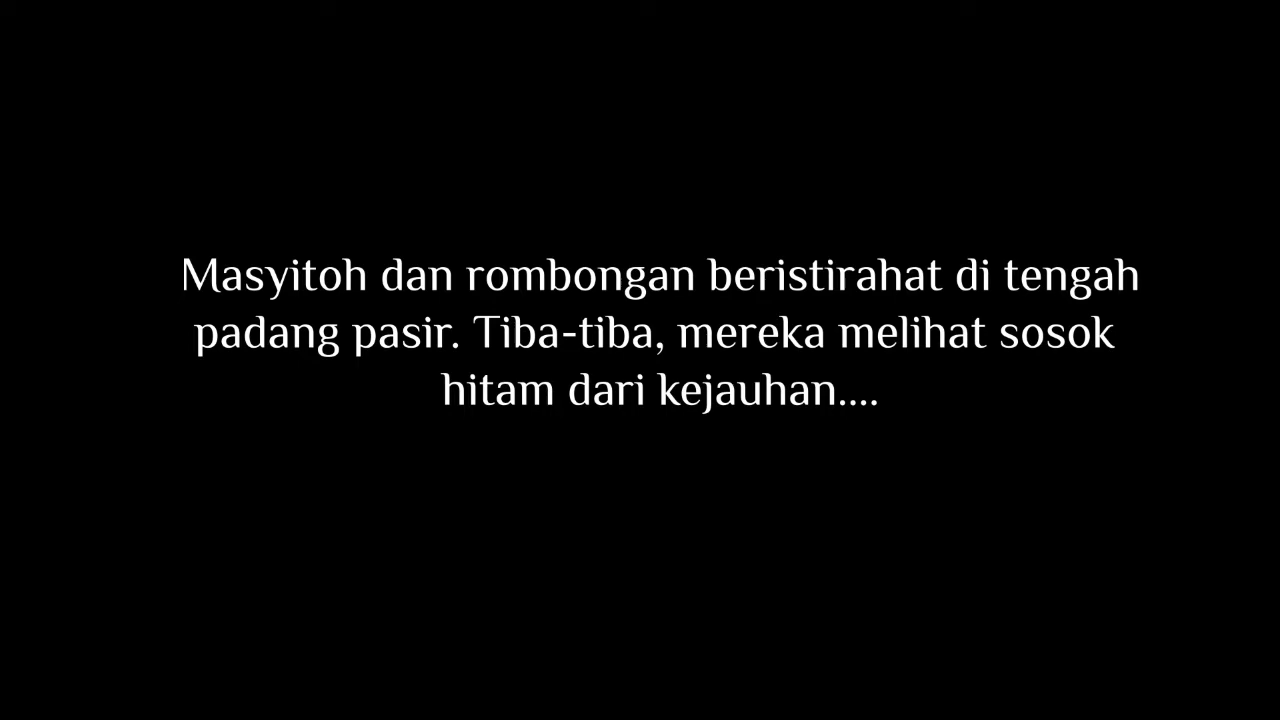 Masyitoh dan rombongan beristirahat di tengah
padang pasir. Tiba-tiba, mereka melihat sosok
hitam dari kejauhan....